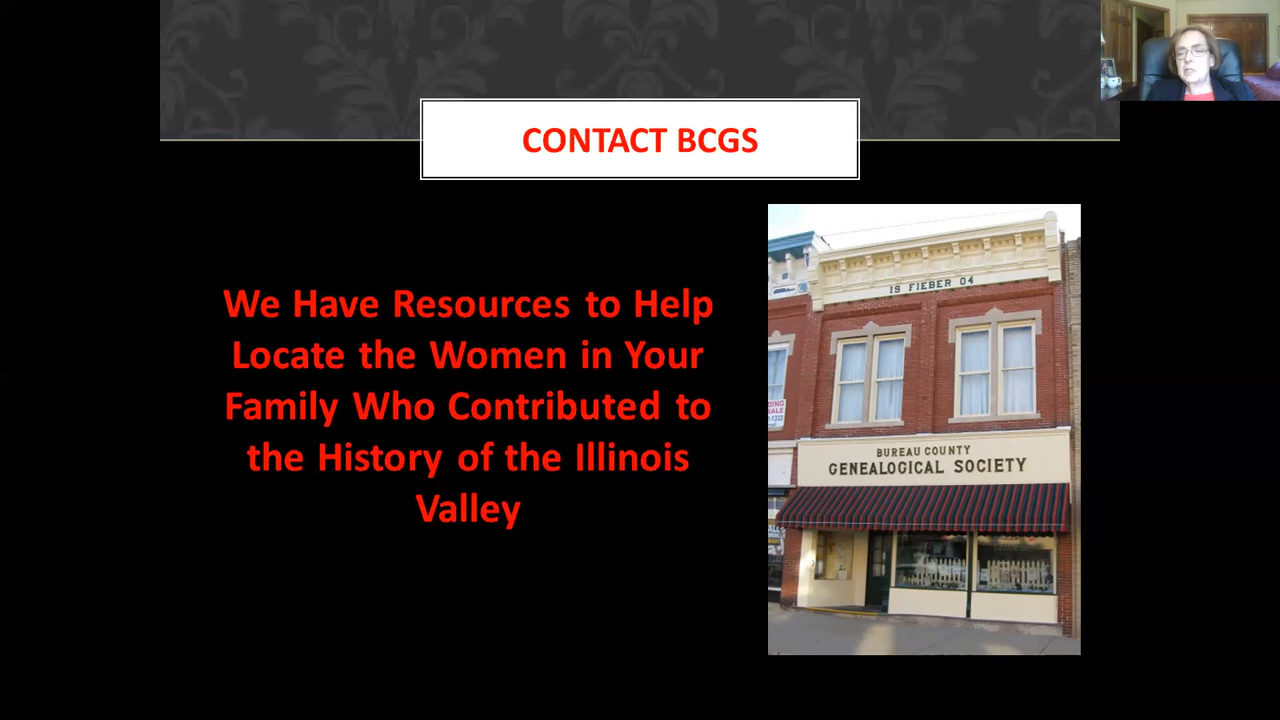 CONTACT BCGS
We Have Resources to Help
Locate the Women in Your
Family Who Contributed to
the History of the Illinois
Valley
19 FIEBER 04
BUREAU COUNTY
GENEALOGICAL SOCIETY